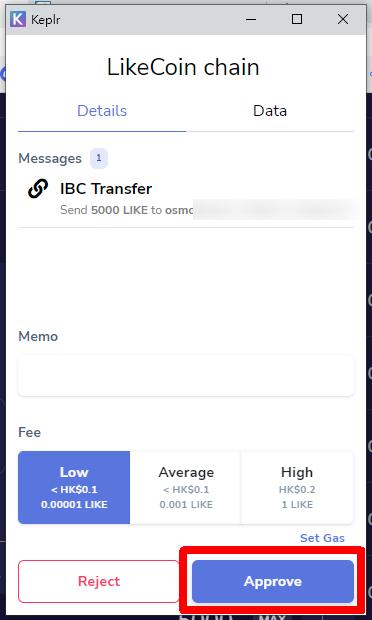 Keplr
LikeCoin chain
Details Data
Messages 1
IBC Transfer
Send 5000 LIKE to osmo
Memo
Fee
Low Average High
< HK$0.1 < HK$0.1 HK$0.2
0.00001 LIKE 0.001 LIKE 1 LIKE
Set Gas
Reject Approve
5000 MAX